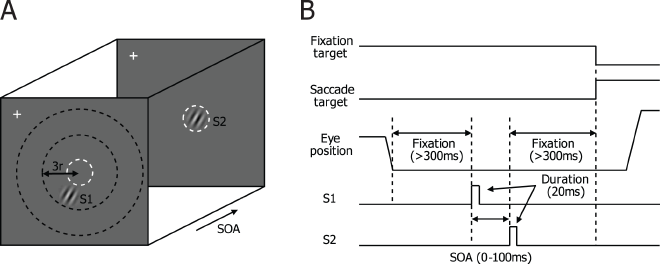 A
3r
S1
S2
SOA
B
Fixation
target
Saccade
target
Eye
position
Fixation
(>300ms)
Fixation
(>300ms)
S1
Duration
(20ms)
S2
SOA (0-100ms)